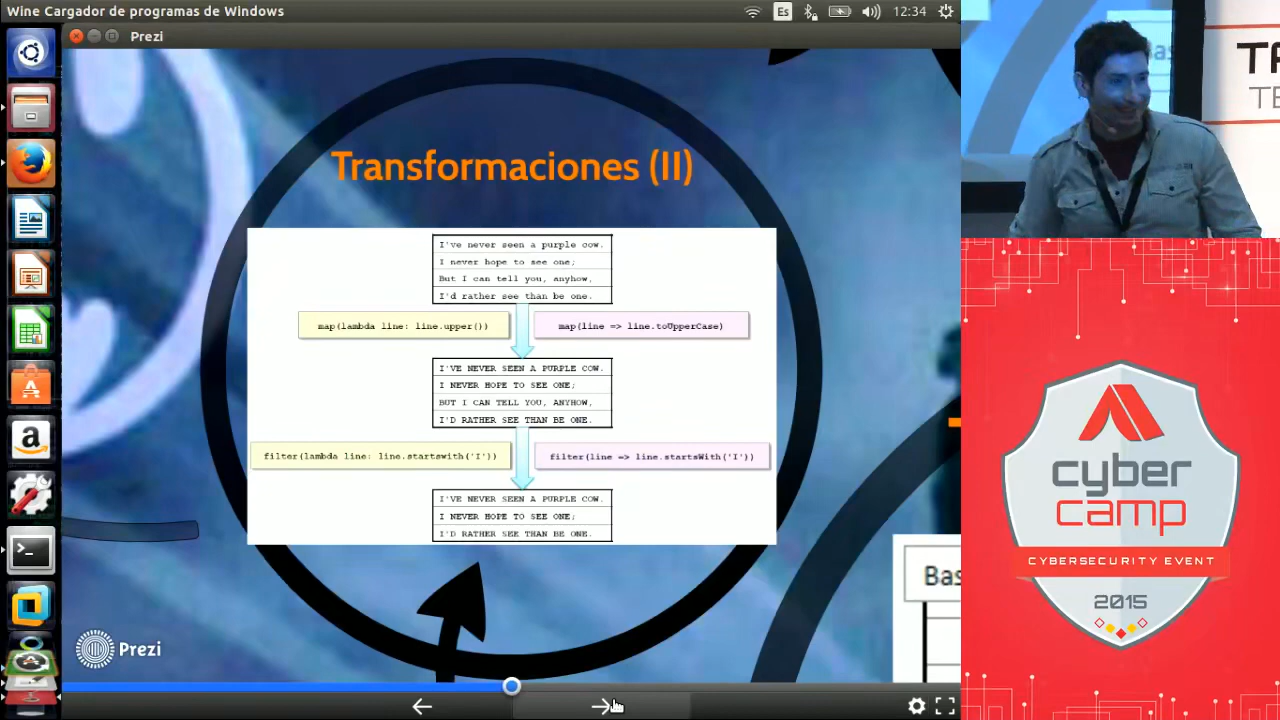 Wine Cargador de programas de Windows
Es
12:34
Prezi
Transformaciones (II)
I've never seen a purple cow.
I never hope to see one;
But I can tell you, anyhow,
I'd rather see than be one.
map(lambda line: line.upper())
map(line => line.toUpperCase)
I'VE NEVER SEEN A PURPLE COW.
I NEVER HOPE TO SEE ONE;
BUT I CAN TELL YOU, ANYHOW,
I'D RATHER SEE THAN BE ONE.
filter(lambda line: line.startswith('I'))
filter(line => line.startsWith('I'))
I'VE NEVER SEEN A PURPLE COW.
I NEVER HOPE TO SEE ONE;
I'D RATHER SEE THAN BE ONE.
Bas
Prezi
Bas
TA
TE
cyber
camp
CYBERSECURITY EVENT
2015